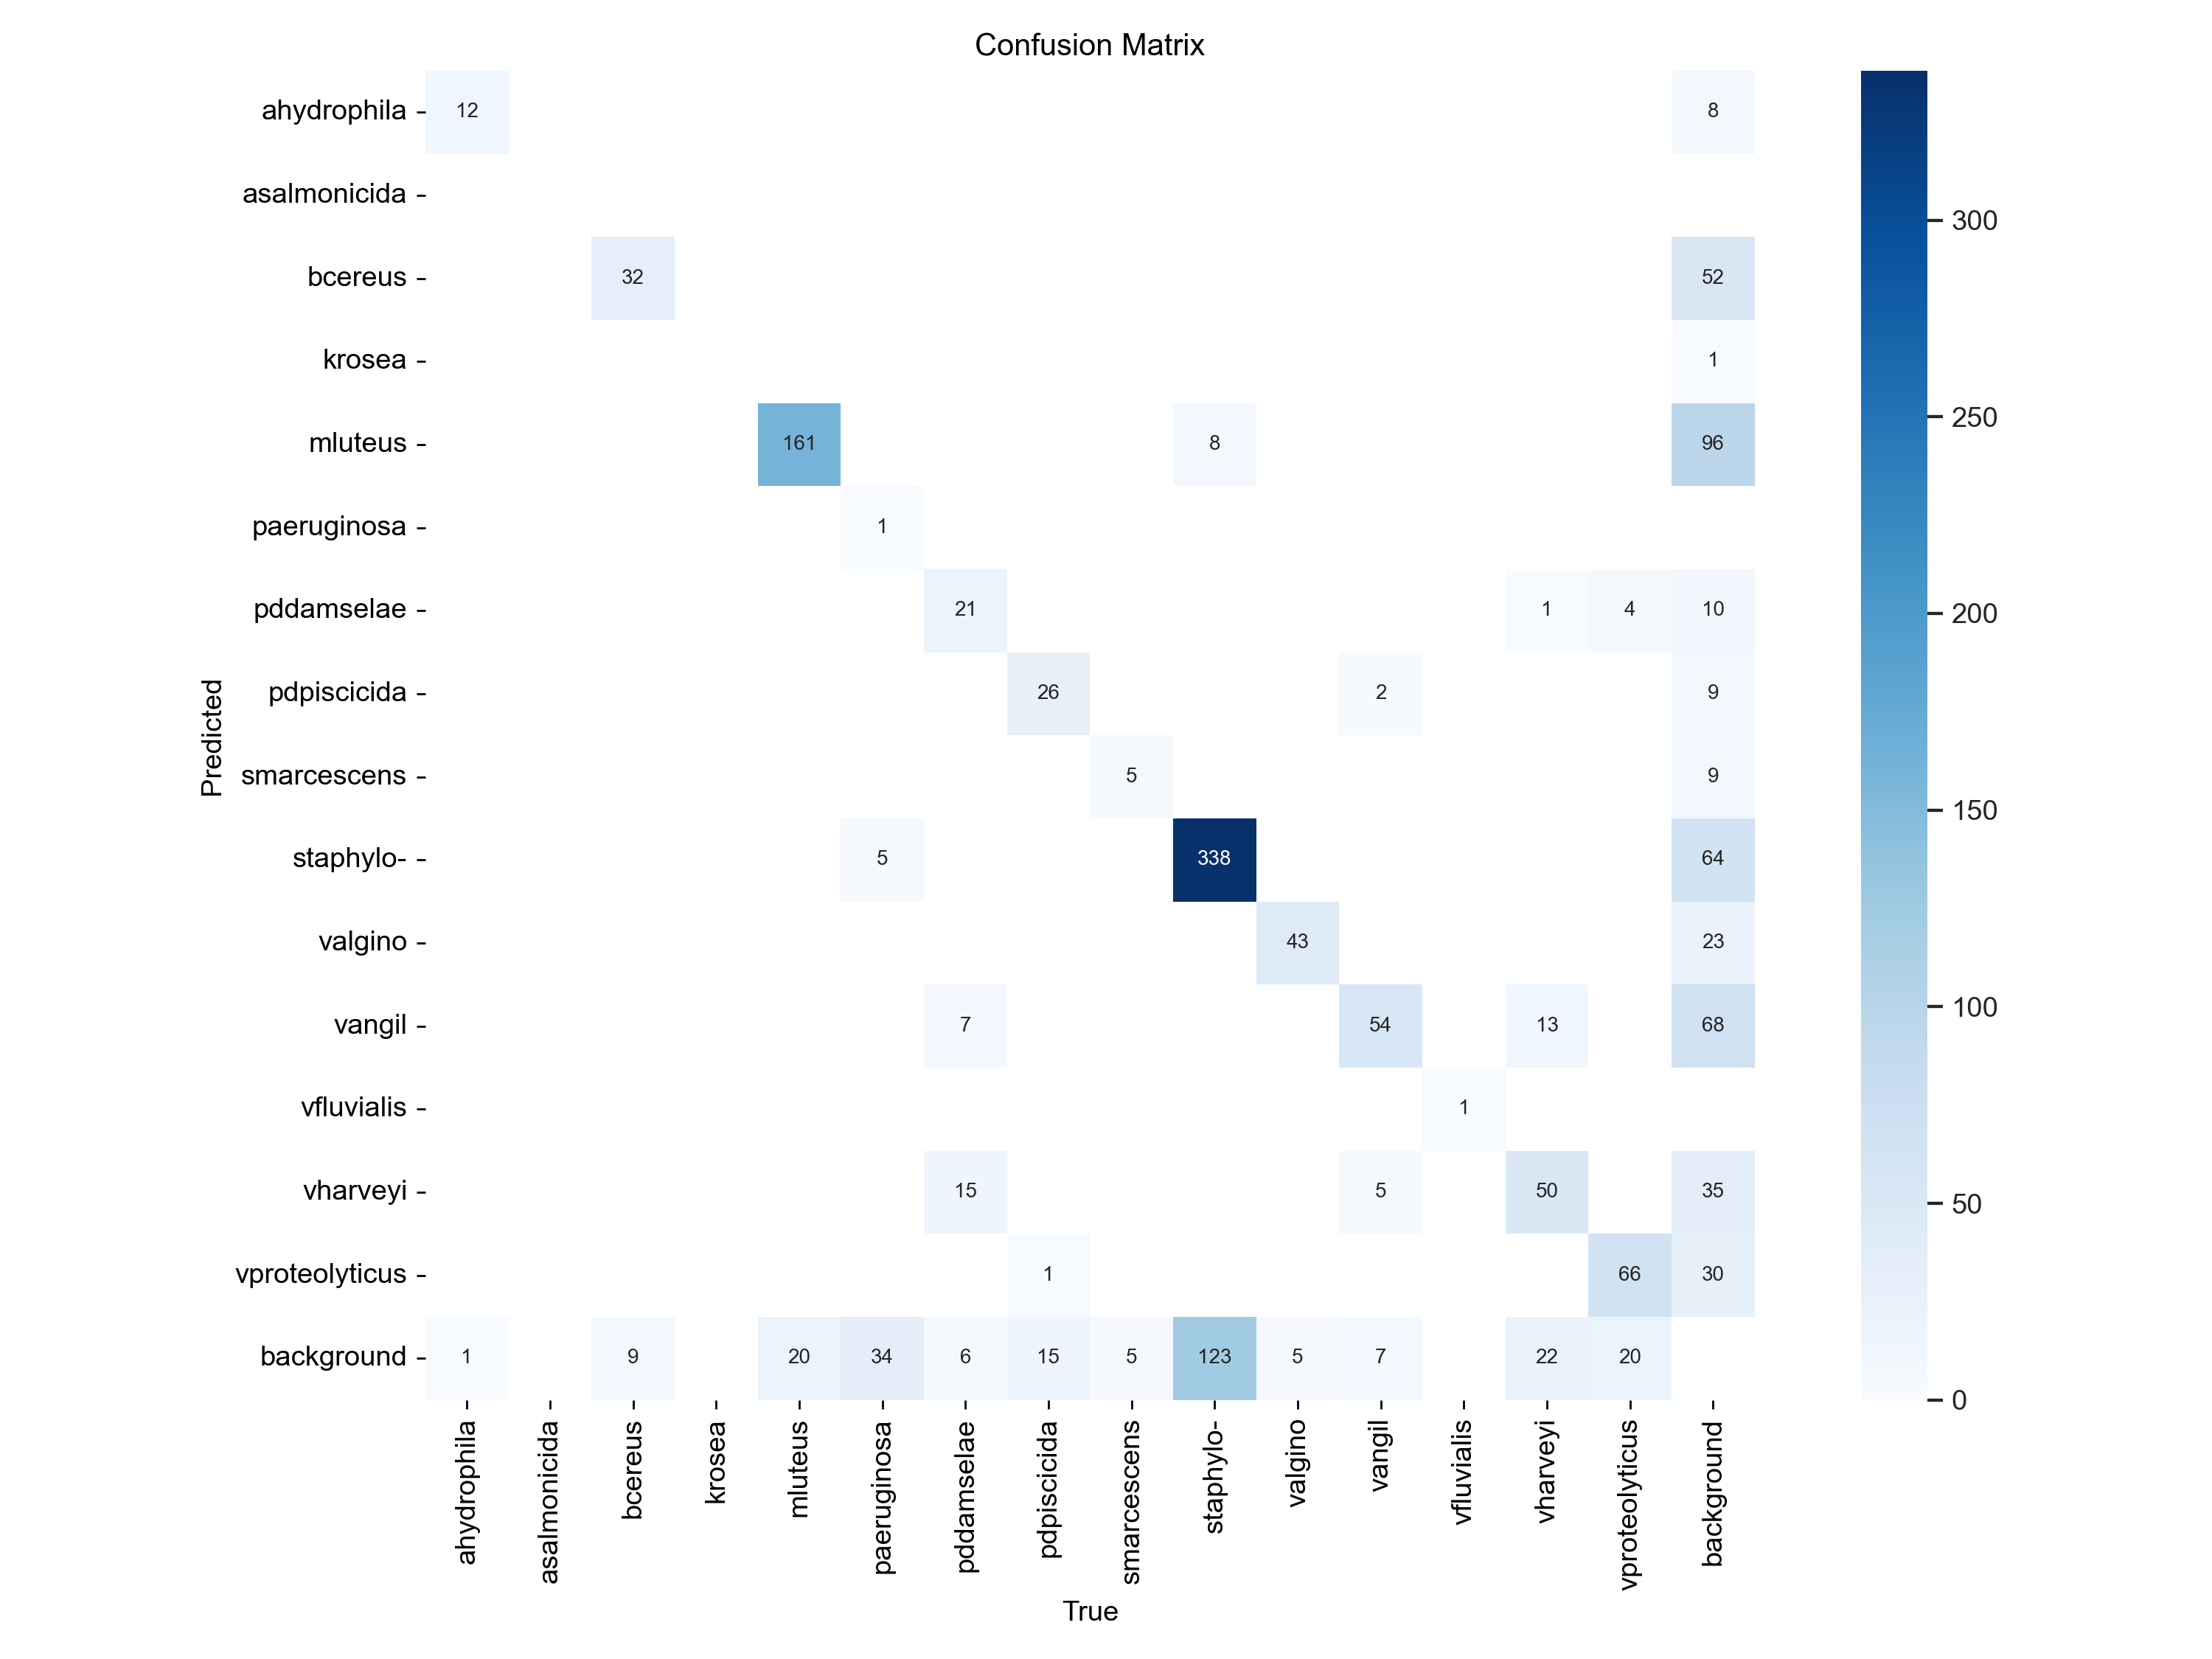 Confusion Matrix
ahydrophila 12 8
asalmonicida
300
bcereus 32 52
krosea 1
250
mluteus 161 8 96
paeruginosa 1
pddamselae 21 1 4 10
200
Predicted
pdpiscicida 26 2 9
smarcescens 5 9
150
staphylo- 5 338 64
valgino 43 23
100
vangil 7 54 13 68
vfluvialis 1
vharveyi 15 5 50 35
50
vproteolyticus 1 66 30
background 1 9 20 34 6 15 5 123 5 7 22 20
0
ahydrophila asalmonicida bcereus krosea mluteus paeruginosa pddamselae pdpiscicida smarcescens staphylo- valgino vangil vfluvialis vharveyi vproteolyticus background
True